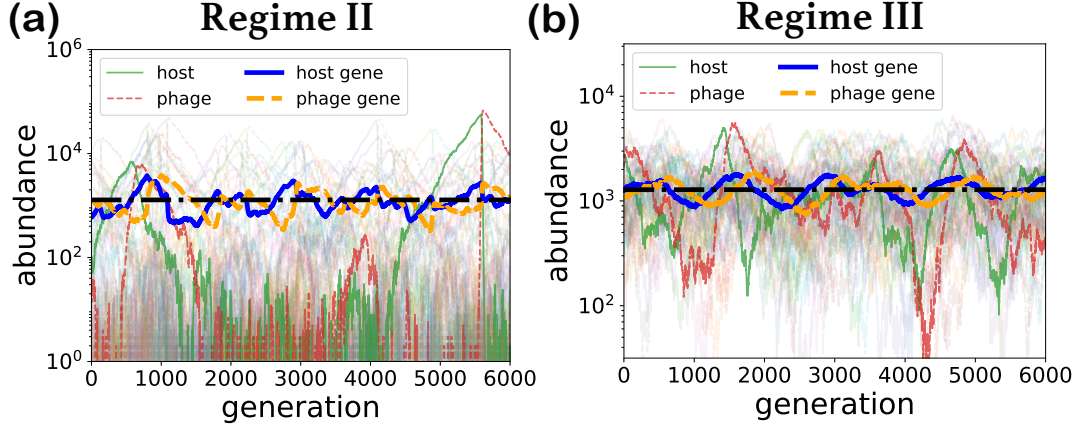 (a) Regime II
abundance
10^6
10^4
10^2
10^0
host
phage
host gene
phage gene
0 1000 2000 3000 4000 5000 6000
generation
(b) Regime III
abundance
10^4
10^3
10^2
host
phage
host gene
phage gene
0 1000 2000 3000 4000 5000 6000
generation